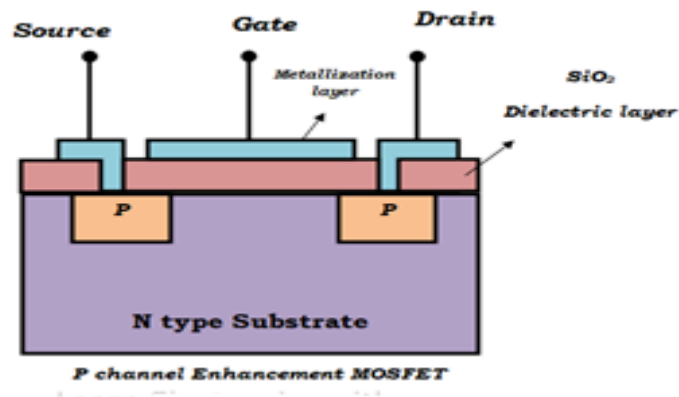 Source
Gate
Drain
Metallization
layer
SiO₂
Dielectric layer
P
P
N type Substrate
P channel Enhancement MOSFET